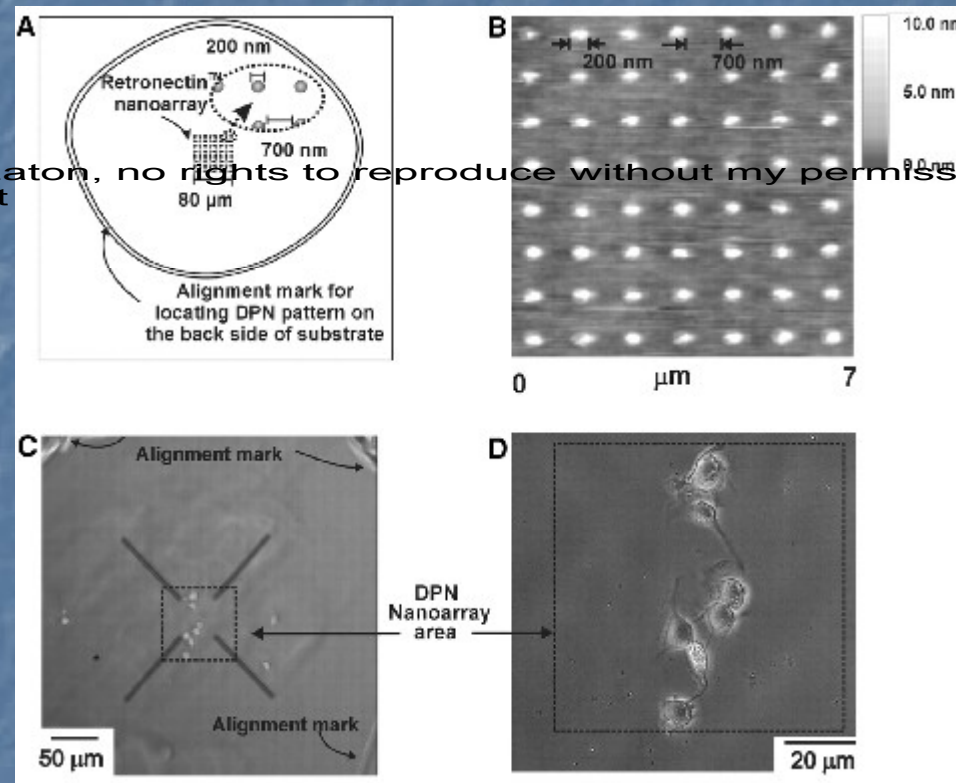 A
200 nm
Retronectin™
nanoarray
700 nm
80 µm
Alignment mark for
locating DPN pattern on
the back side of substrate
B
200 nm
700 nm
10.0 nm
5.0 nm
0.0 nm
0
µm
7
aton, no rights to reproduce without my permiss
t
C
Alignment mark
Alignment mark
50 µm
DPN
Nanoarray
area
D
20 µm